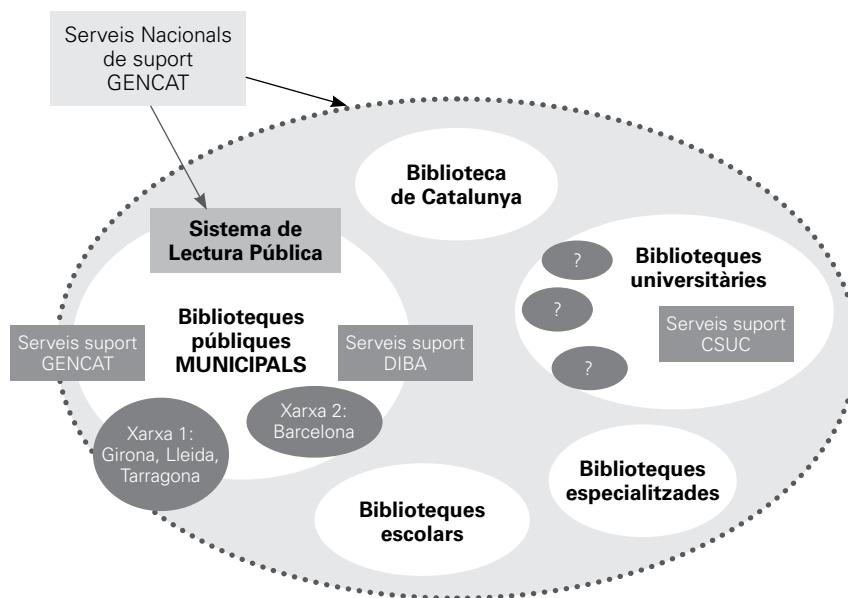 Serveis Nacionals
de suport
GENCAT
Biblioteca
de Catalunya
Sistema de
Lectura Pública
Biblioteques
universitàries
?
?
?
Serveis suport
CSUC
Biblioteques
públiques
MUNICIPALS
Serveis suport
GENCAT
Serveis suport
DIBA
Xarxa 1:
Girona, Lleida,
Tarragona
Xarxa 2:
Barcelona
Biblioteques
especialitzades
Biblioteques
escolars